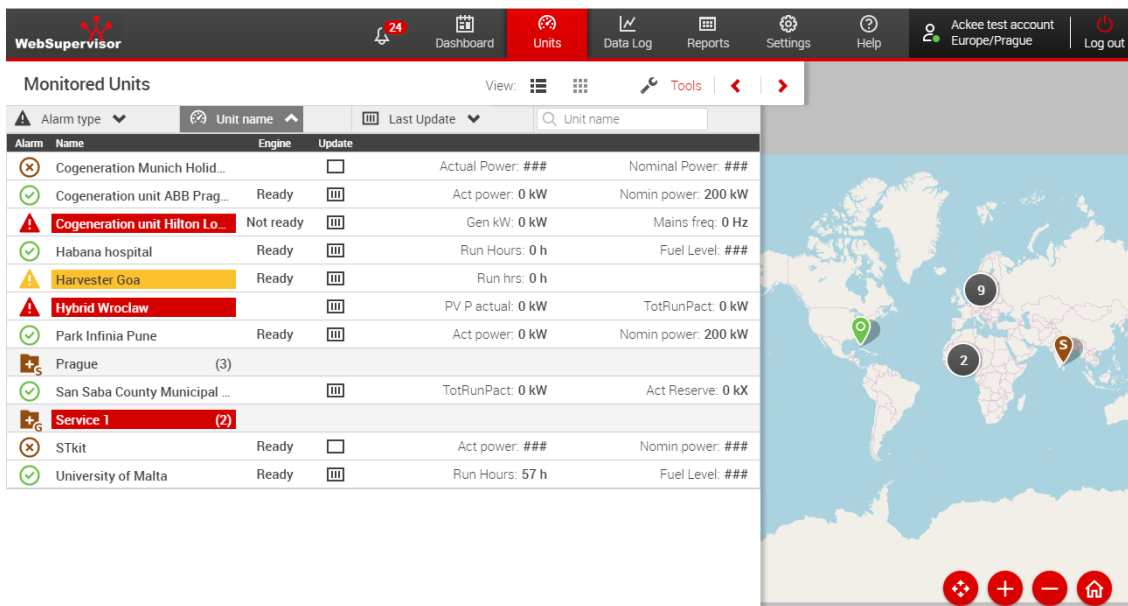 WebSupervisor
24
Dashboard
Units
Data Log
Reports
Settings
Help
Ackee test account
Europe/Prague
Log out
Monitored Units
View:
Tools
Alarm type
Unit name
Last Update
Unit name
Alarm Name Engine Update
Cogeneration Munich Holid... Actual Power: ### Nominal Power: ###
Cogeneration unit ABB Prag... Ready Act power: 0 kW Nomin power: 200 kW
Cogeneration unit Hilton Lo... Not ready Gen kW: 0 kW Mains freq: 0 Hz
Habana hospital Ready Run Hours: 0 h Fuel Level: ###
Harvester Goa Ready Run hrs: 0 h
Hybrid Wroclaw PV P actual: 0 kW TotRunPact: 0 kW
Park Infinia Pune Ready Act power: 0 kW Nomin power: 200 kW
S Prague (3)
San Saba County Municipal ... TotRunPact: 0 kW Act Reserve: 0 kX
G Service 1 (2)
STkit Ready Act power: ### Nomin power: ###
University of Malta Ready Run Hours: 57 h Fuel Level: ###
9
O
S
2